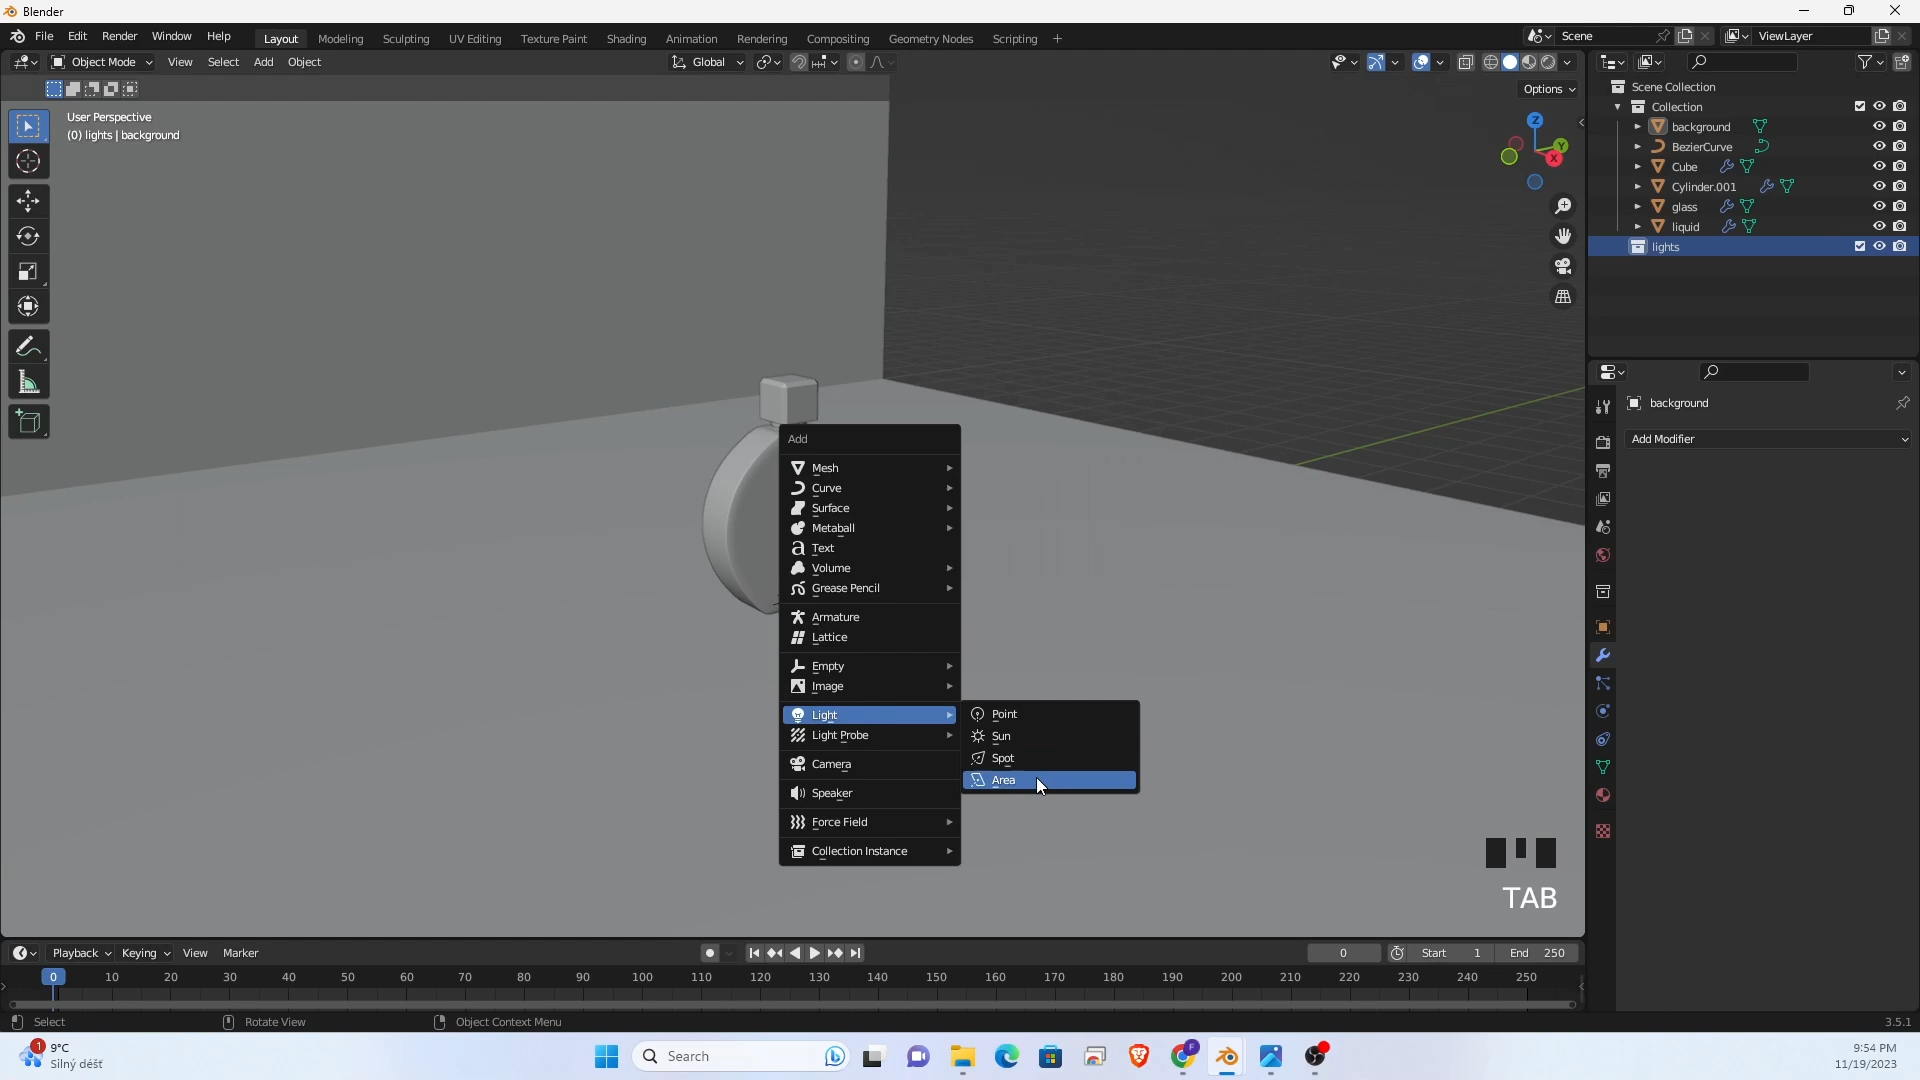 Blender
File Edit Render Window Help Layout Modeling Sculpting UV Editing Texture Paint Shading Animation Rendering Compositing Geometry Nodes Scripting + Scene ViewLayer
Object Mode View Select Add Object Global
Options
User Perspective
(0) lights | background
Z
Y
X
Scene Collection
Collection
background
BezierCurve
Cube
Cylinder.001
glass
liquid
lights
background
Add Modifier
Add
Mesh
Curve
Surface
Metaball
Text
Volume
Grease Pencil
Armature
Lattice
Empty
Image
Light
Light Probe
Camera
Speaker
Force Field
Collection Instance
Point
Sun
Spot
Area
TAB
Playback Keying View Marker 0 Start 1 End 250
0 10 20 30 40 50 60 70 80 90 100 110 120 130 140 150 160 170 180 190 200 210 220 230 240 250
Select Rotate View Object Context Menu 3.5.1
1 9°C
Silný déšť
Search
F
9:54 PM
11/19/2023